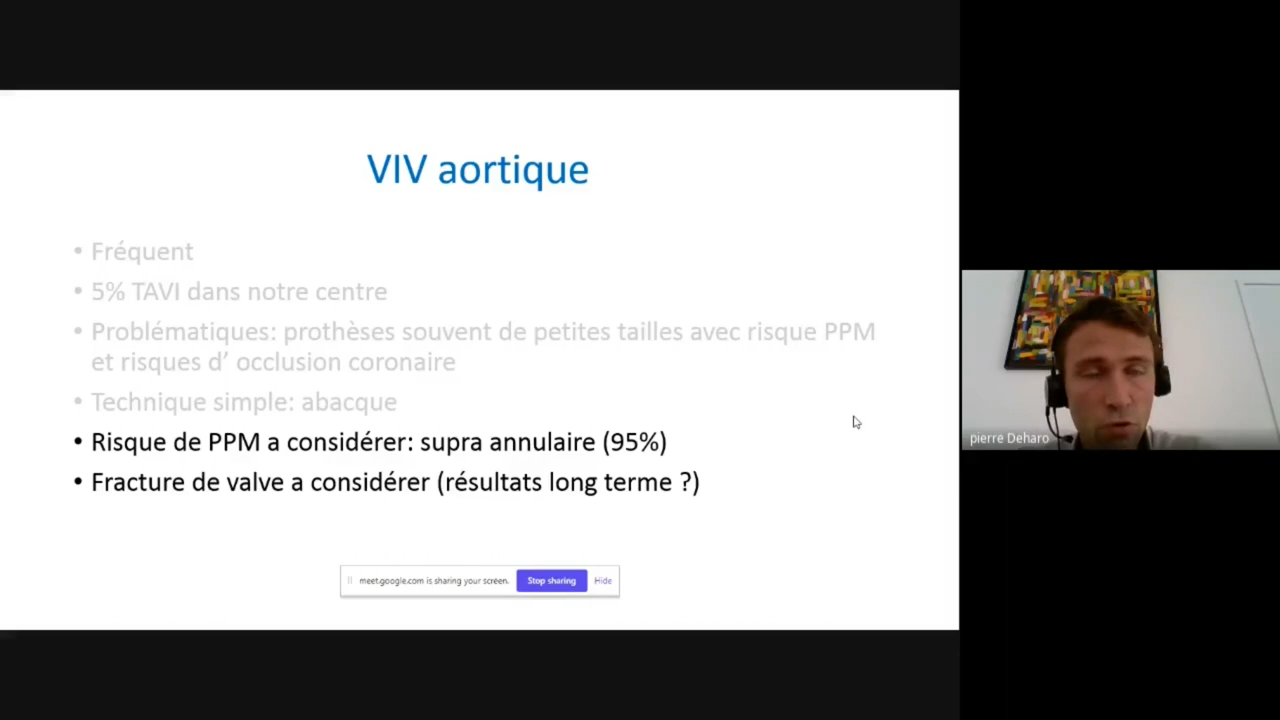 VIV aortique
• Fréquent
• 5% TAVI dans notre centre
• Problématiques: prothèses souvent de petites tailles avec risque PPM
et risques d’ occlusion coronaire
• Technique simple: abacque
• Risque de PPM a considérer: supra annulaire (95%)
• Fracture de valve a considérer (résultats long terme ?)
meet.google.com is sharing your screen. Stop sharing Hide
pierre Deharo